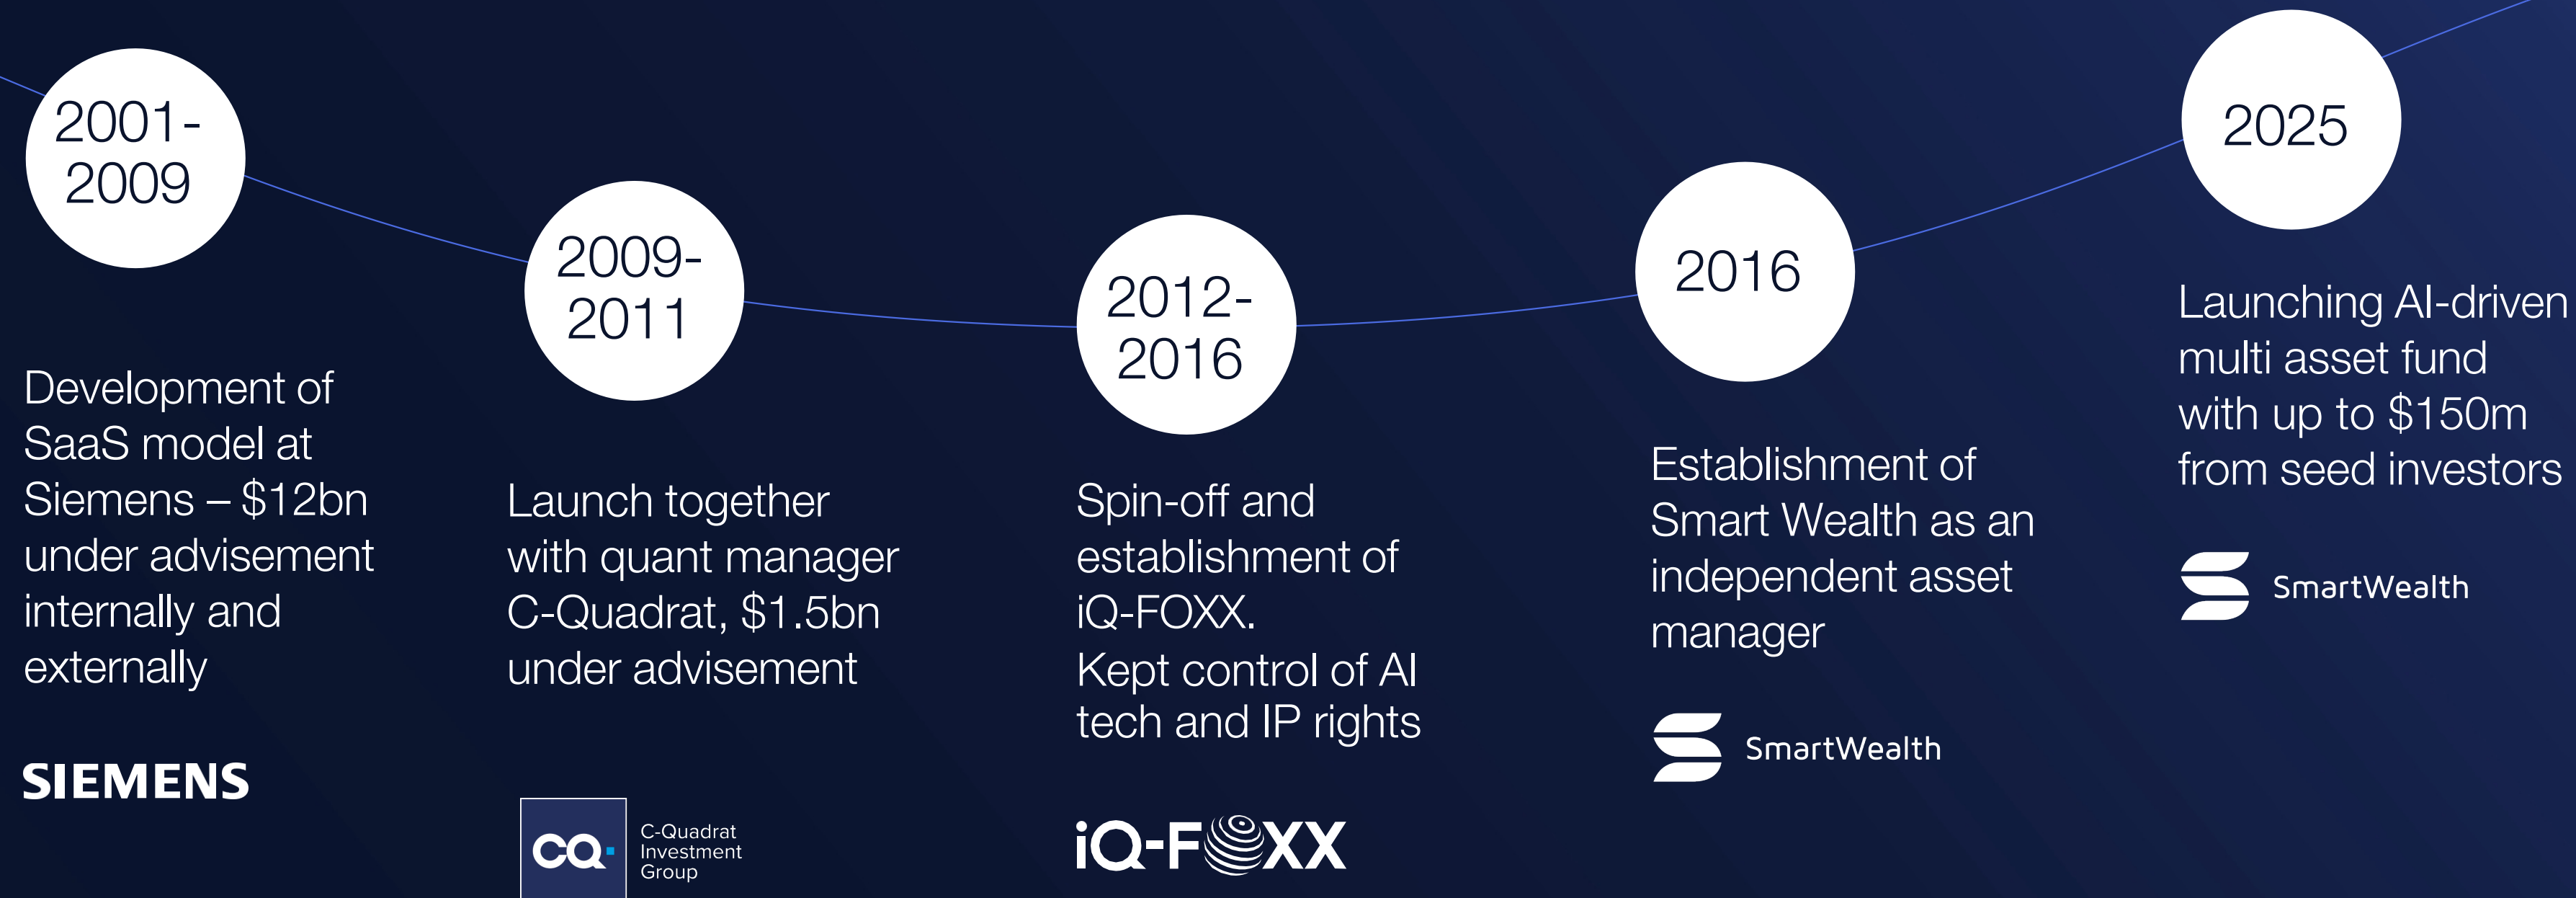 2001-
2009
Development of
SaaS model at
Siemens – $12bn
under advisement
internally and
externally
SIEMENS
2009-
2011
Launch together
with quant manager
C-Quadrat, $1.5bn
under advisement
CQ
C-Quadrat
Investment
Group
2012-
2016
Spin-off and
establishment of
iQ-FOXX.
Kept control of AI
tech and IP rights
iQ-FOXX
2016
Establishment of
Smart Wealth as an
independent asset
manager
SmartWealth
2025
Launching AI-driven
multi asset fund
with up to $150m
from seed investors
SmartWealth